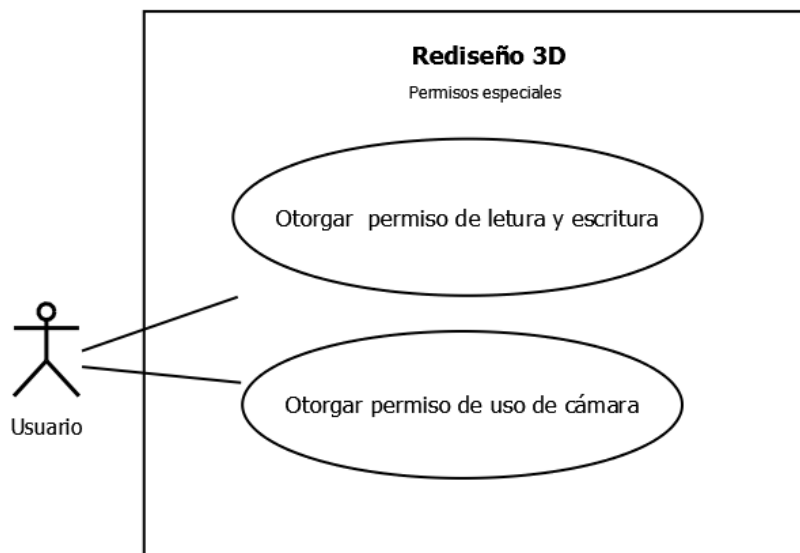 Rediseño 3D
Permisos especiales
Otorgar  permiso de letura y escritura
Otorgar permiso de uso de cámara
Usuario